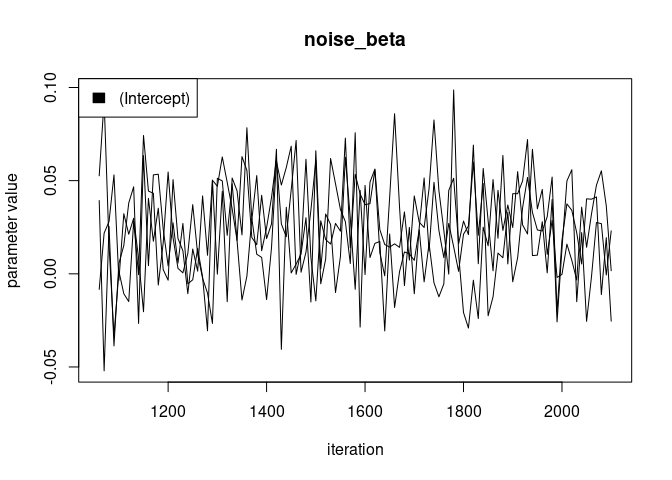 noise_beta
(Intercept)
parameter value
0.10
0.05
0.00
-0.05
1200 1400 1600 1800 2000
iteration